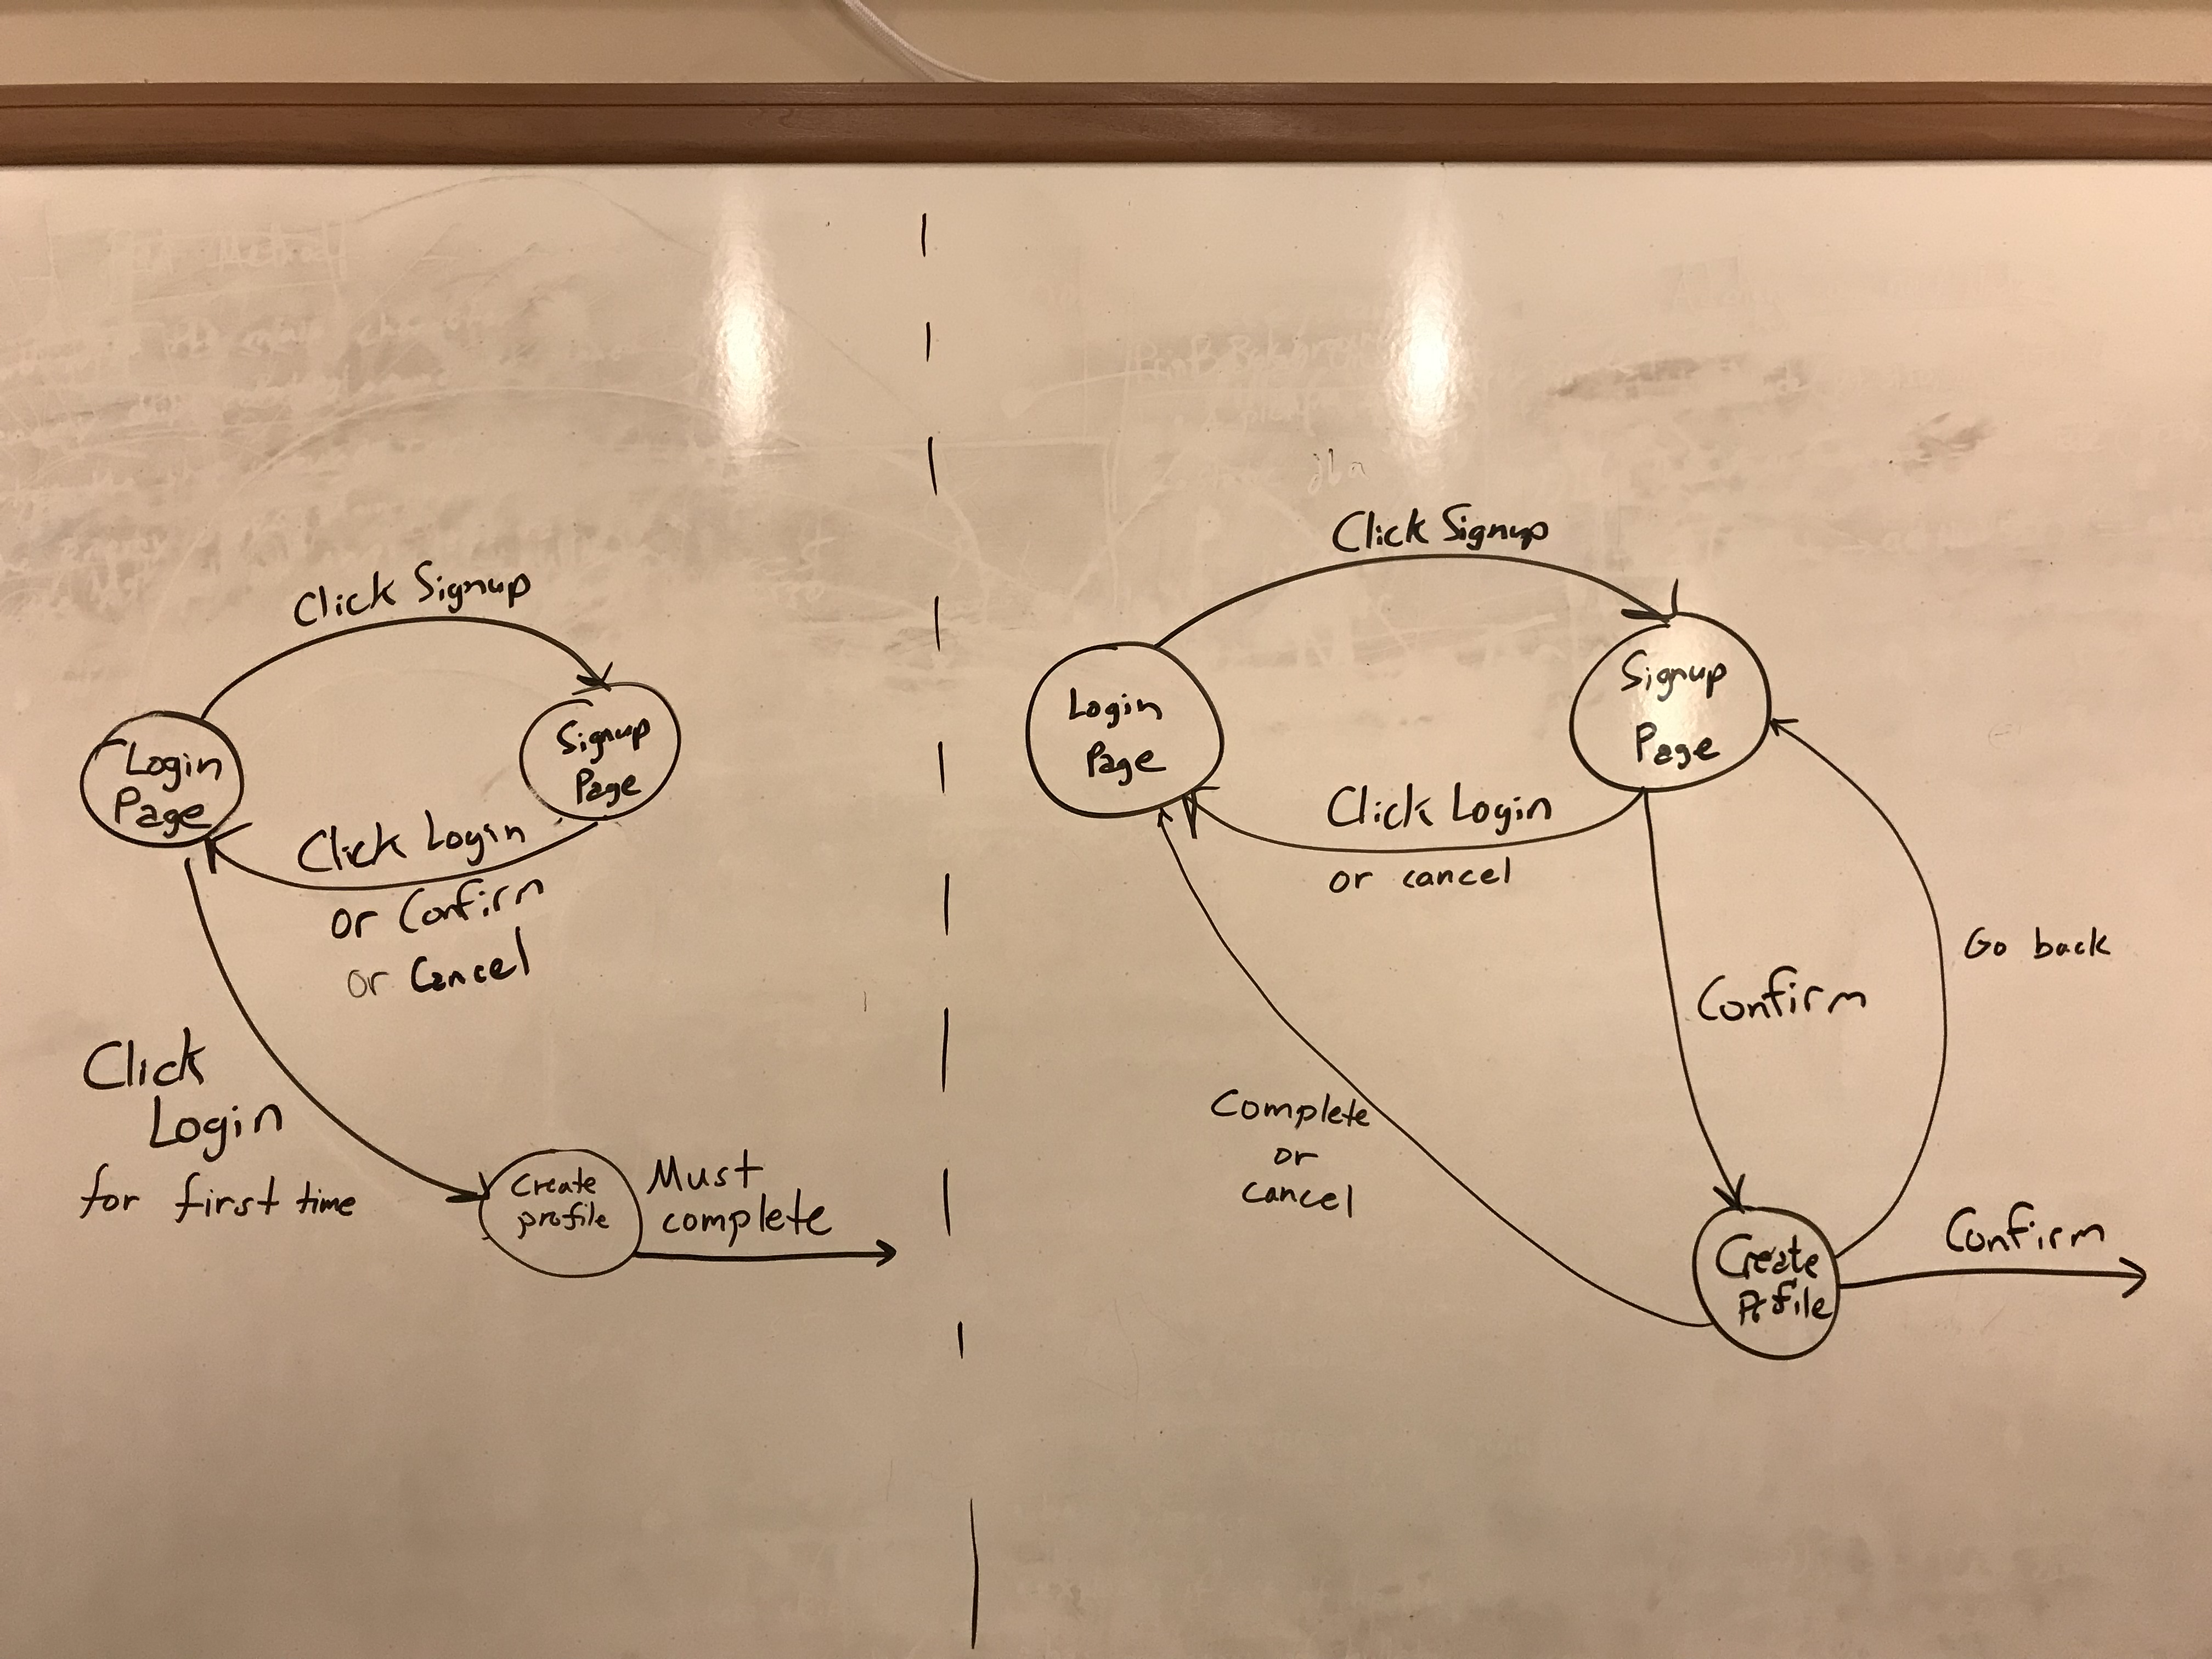 Click Signup
Login
Page
Signup
Page
Click Login
or Confirm
or Cancel
Click
Login
for first time
Create
profile
Must
complete
Click Signup
Login
Page
Signup
Page
Click Login
or cancel
Confirm
Go back
Complete
or
cancel
Create
Profile
Confirm